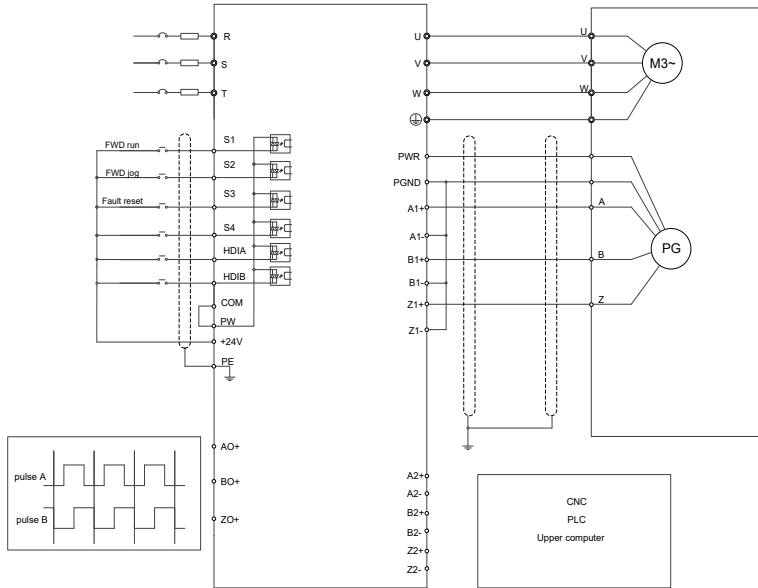 R
S
T
U
V
W
U
V
W
M3~
FWD run
FWD jog
Fault reset
S1
S2
S3
S4
HDIA
HDIB
COM
PW
+24V
PE
PWR
PGND
A1+
A1-
B1+
B1-
Z1+
Z1-
A
B
Z
PG
AO+
BO+
ZO+
pulse A
pulse B
A2+
A2-
B2+
B2-
Z2+
Z2-
CNC
PLC
Upper computer